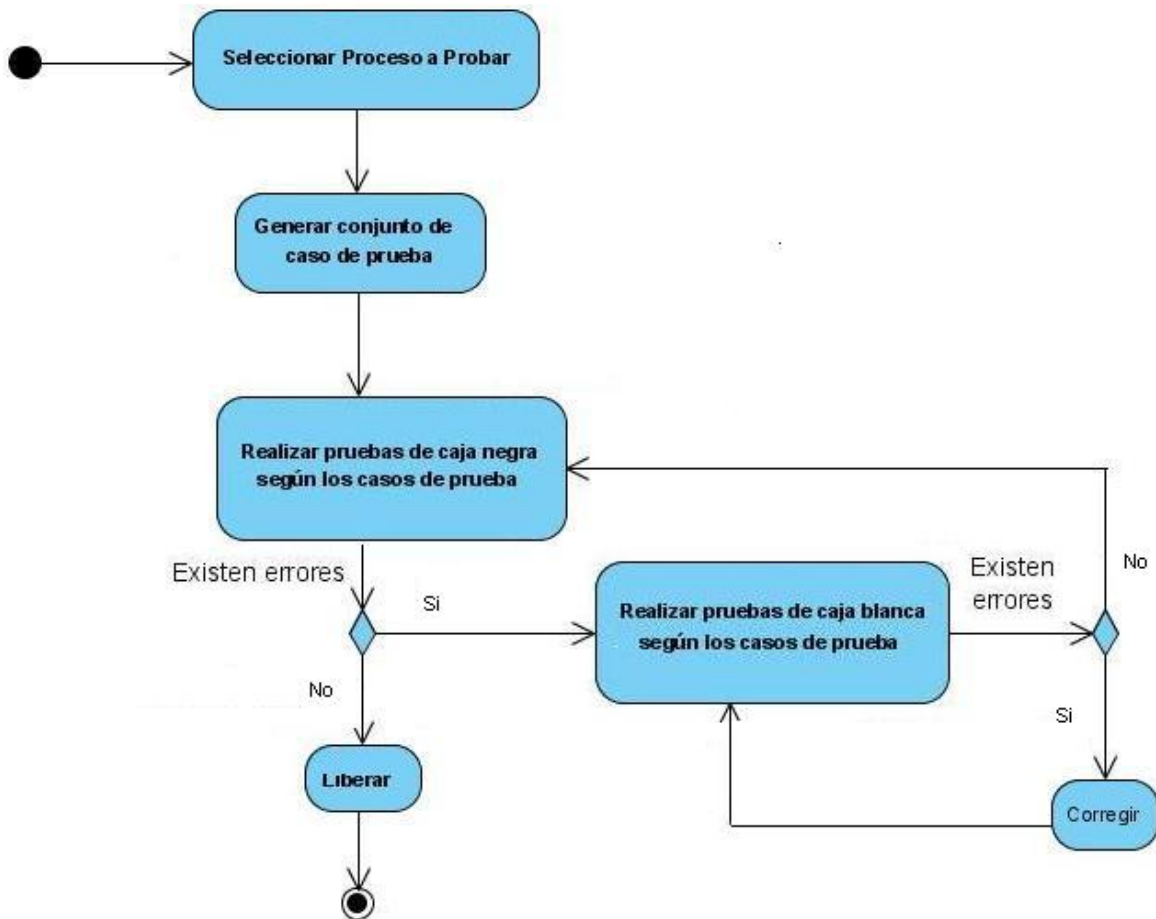 Seleccionar Proceso a Probar
Generar conjunto de
caso de prueba
Realizar pruebas de caja negra
según los casos de prueba
Existen errores
Si
No
Realizar pruebas de caja blanca
según los casos de prueba
Existen
errores
No
Si
Liberar
Corregir